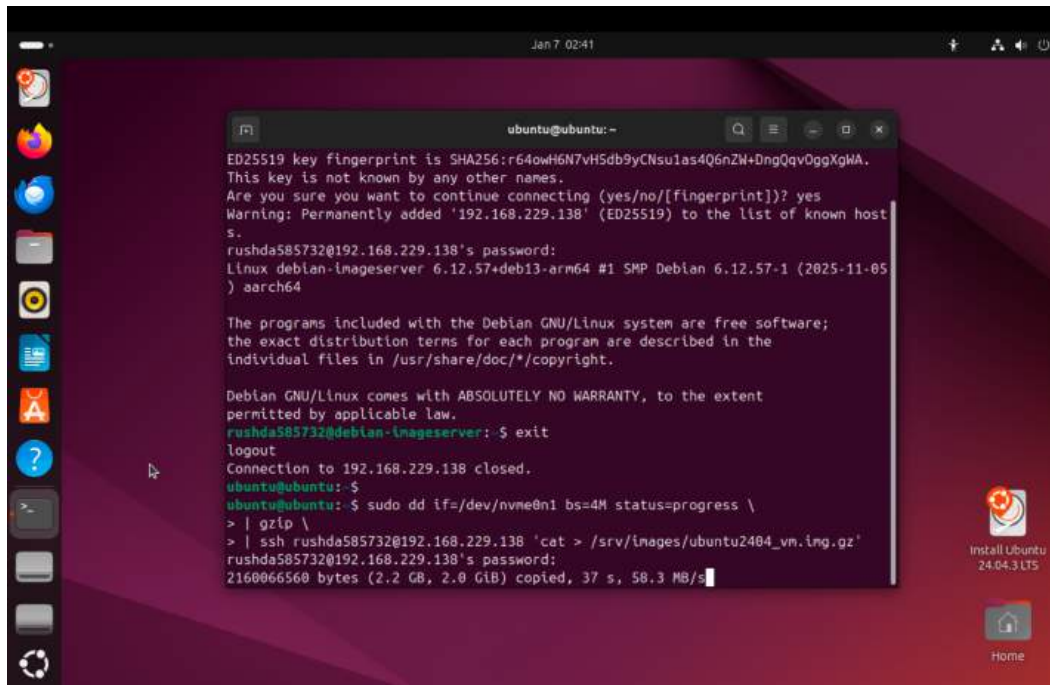 Jan 7 02:41
ubuntu@ubuntu: ~
ED25519 key fingerprint is SHA256:r64owH6N7vHSdb9yCNsu1as4Q6nZW+DngQqvOggXgWA.
This key is not known by any other names.
Are you sure you want to continue connecting (yes/no/[fingerprint])? yes
Warning: Permanently added '192.168.229.138' (ED25519) to the list of known host
s.
rushda585732@192.168.229.138's password:
Linux debian-imageserver 6.12.57+deb13-arm64 #1 SMP Debian 6.12.57-1 (2025-11-05
) aarch64
The programs included with the Debian GNU/Linux system are free software;
the exact distribution terms for each program are described in the
individual files in /usr/share/doc/*/copyright.
Debian GNU/Linux comes with ABSOLUTELY NO WARRANTY, to the extent
permitted by applicable law.
rushda585732@debian-imageserver:~$ exit
logout
Connection to 192.168.229.138 closed.
ubuntu@ubuntu:~$
ubuntu@ubuntu:~$ sudo dd if=/dev/nvme0n1 bs=4M status=progress \
> | gzip \
> | ssh rushda585732@192.168.229.138 'cat > /srv/images/ubuntu2404_vm.img.gz'
rushda585732@192.168.229.138's password:
2160066560 bytes (2.2 GB, 2.0 GiB) copied, 37 s, 58.3 MB/s
Install Ubuntu
24.04.3 LTS
Home